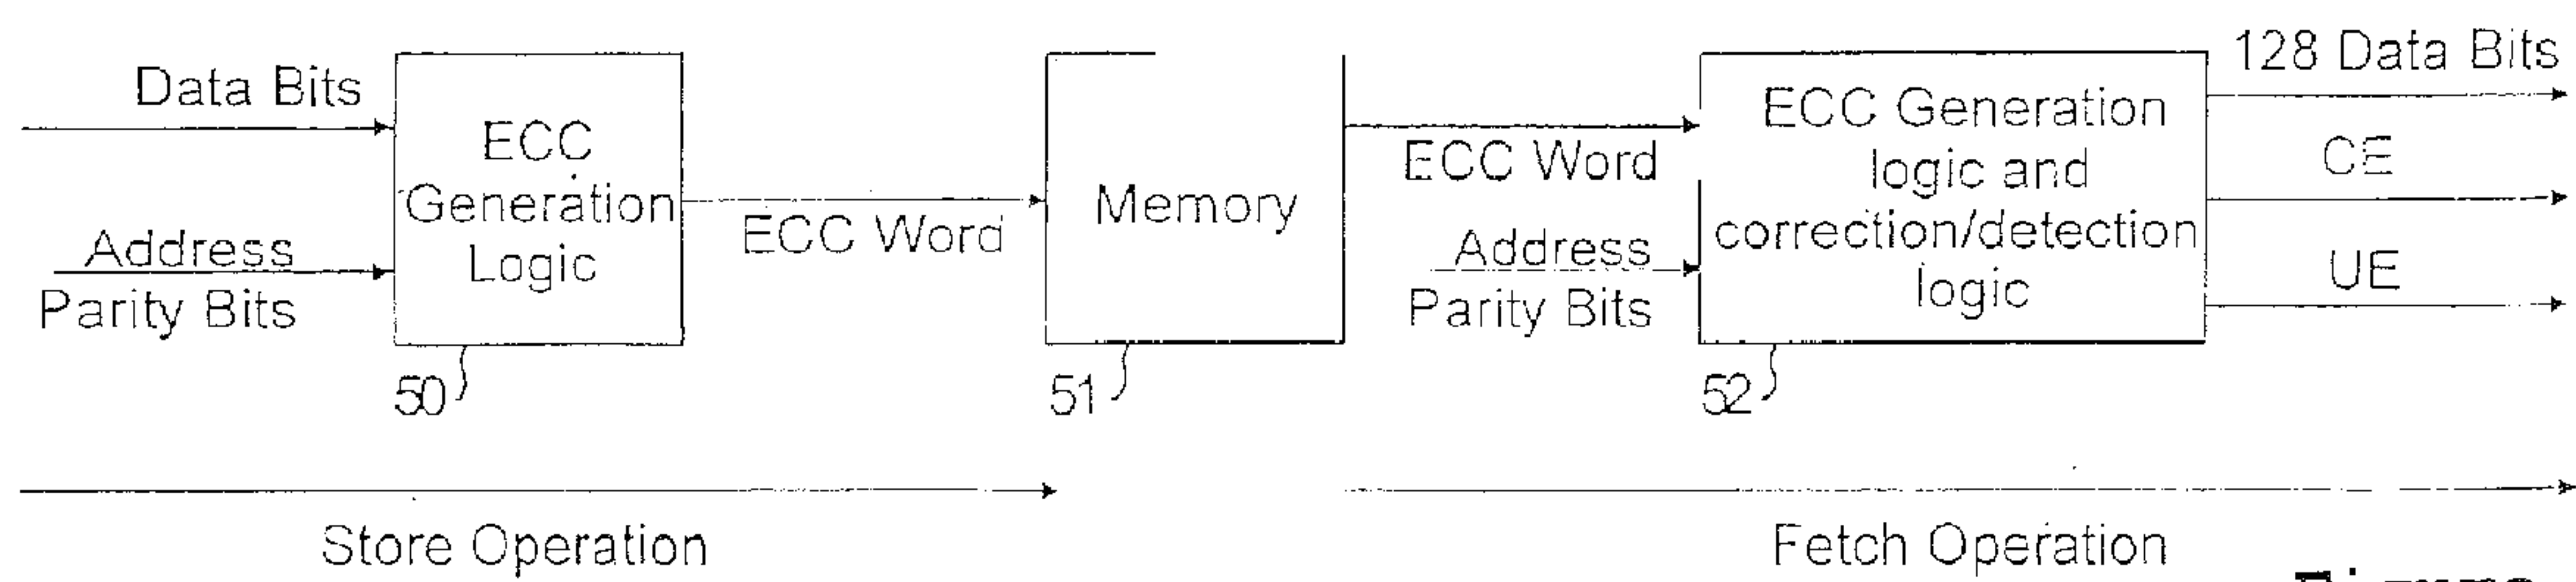 Data Bits
Address
Parity Bits
ECC
Generation
Logic
50
ECC Word
Memory
51
ECC Word
Address
Parity Bits
ECC Generation
logic and
correction/detection
logic
52
128 Data Bits
CE
UE
Store Operation
Fetch Operation